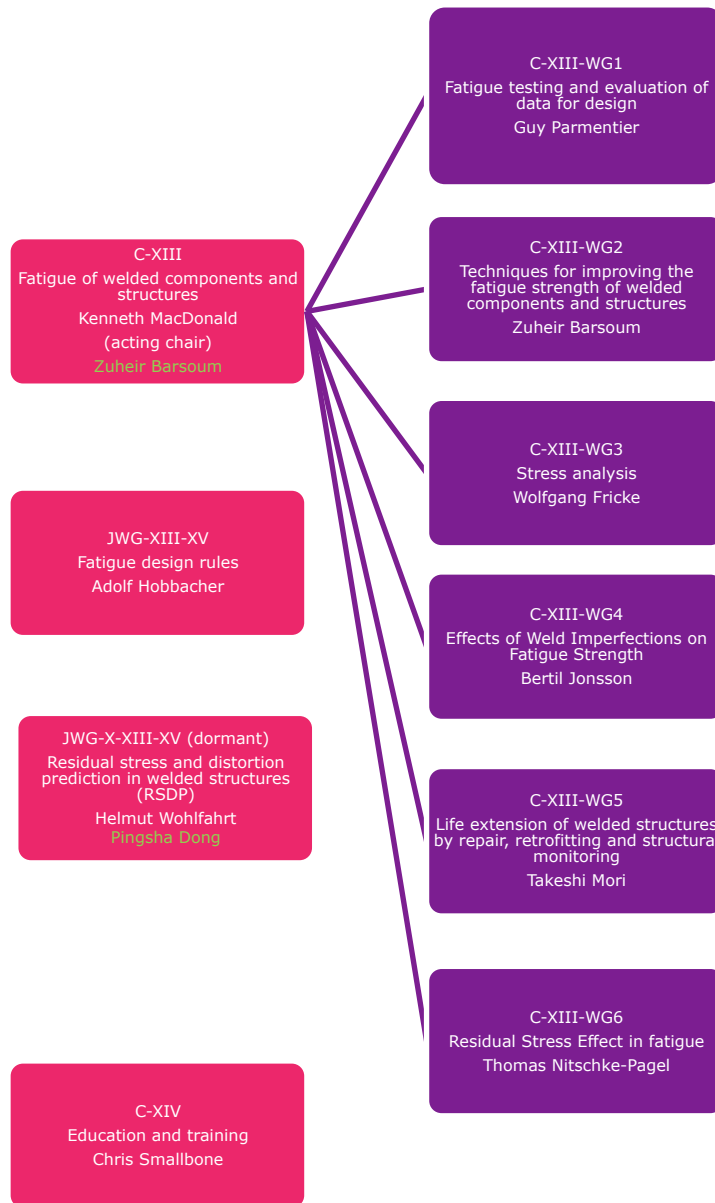 C-XIII
Fatigue of welded components and
structures
Kenneth MacDonald
(acting chair)
Zuheir Barsoum
JWG-XIII-XV
Fatigue design rules
Adolf Hobbacher
JWG-X-XIII-XV (dormant)
Residual stress and distortion
prediction in welded structures
(RSDP)
Helmut Wohlfahrt
Pingsha Dong
C-XIV
Education and training
Chris Smallbone
C-XIII-WG1
Fatigue testing and evaluation of
data for design
Guy Parmentier
C-XIII-WG2
Techniques for improving the
fatigue strength of welded
components and structures
Zuheir Barsoum
C-XIII-WG3
Stress analysis
Wolfgang Fricke
C-XIII-WG4
Effects of Weld Imperfections on
Fatigue Strength
Bertil Jonsson
C-XIII-WG5
Life extension of welded structures
by repair, retrofitting and structura
monitoring
Takeshi Mori
C-XIII-WG6
Residual Stress Effect in fatigue
Thomas Nitschke-Pagel